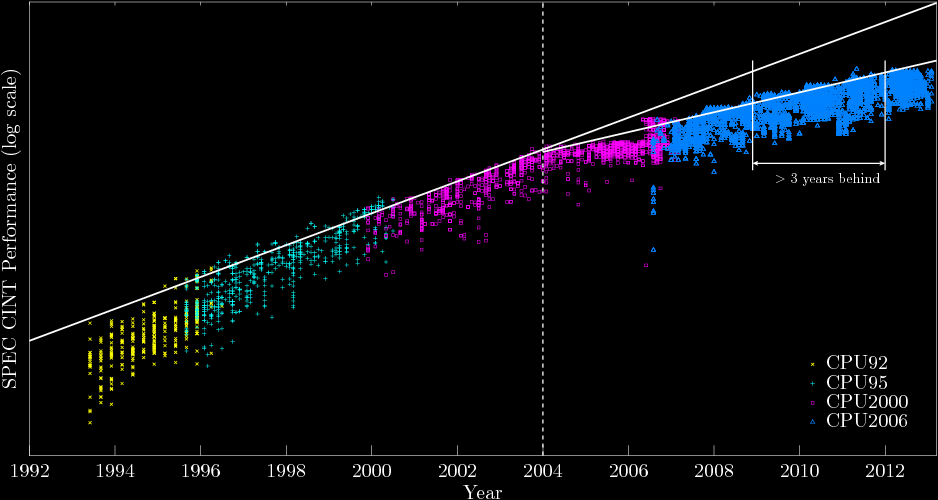 SPEC CINT Performance (log scale)
> 3 years behind
CPU92
CPU95
CPU2000
CPU2006
1992 1994 1996 1998 2000 2002 2004 2006 2008 2010 2012
Year